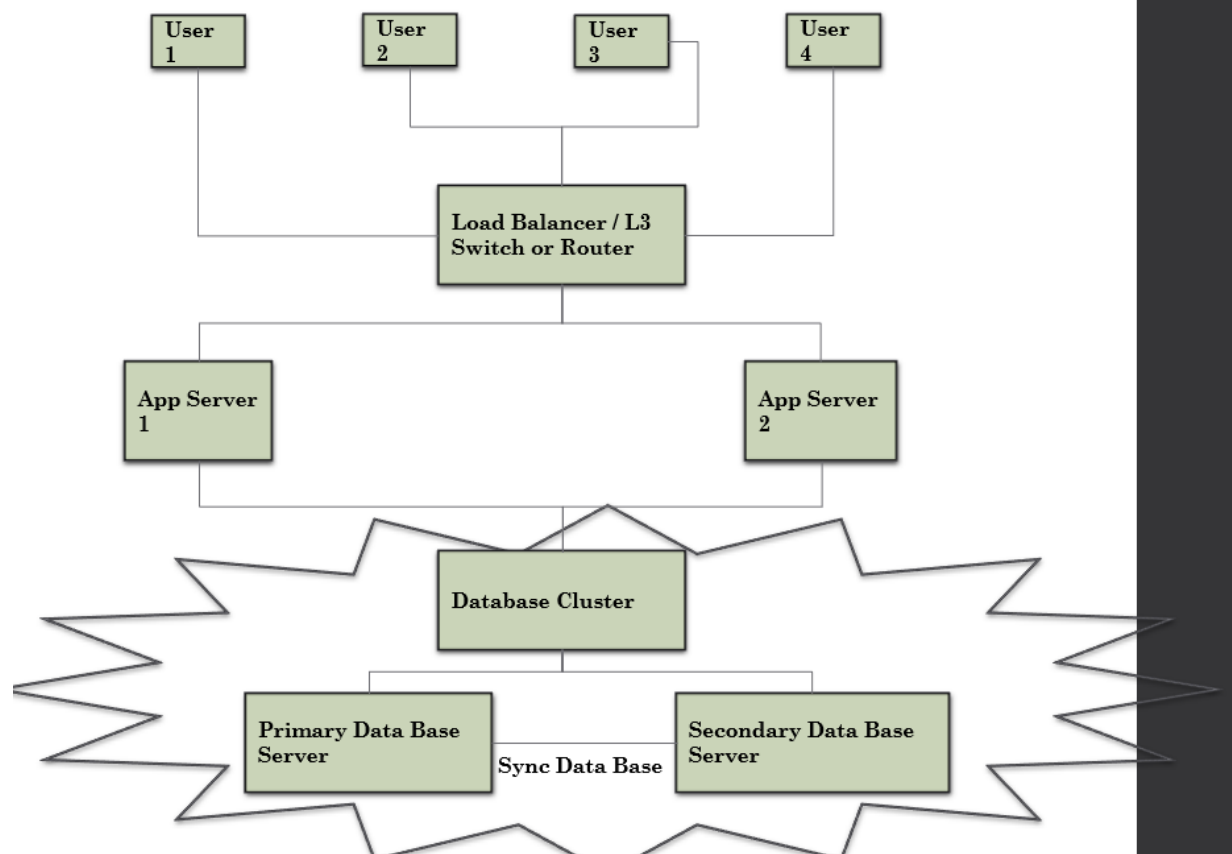 User
1
User
2
User
3
User
4
Load Balancer / L3
Switch or Router
App Server
1
App Server
2
Database Cluster
Primary Data Base
Server
Sync Data Base
Secondary Data Base
Server